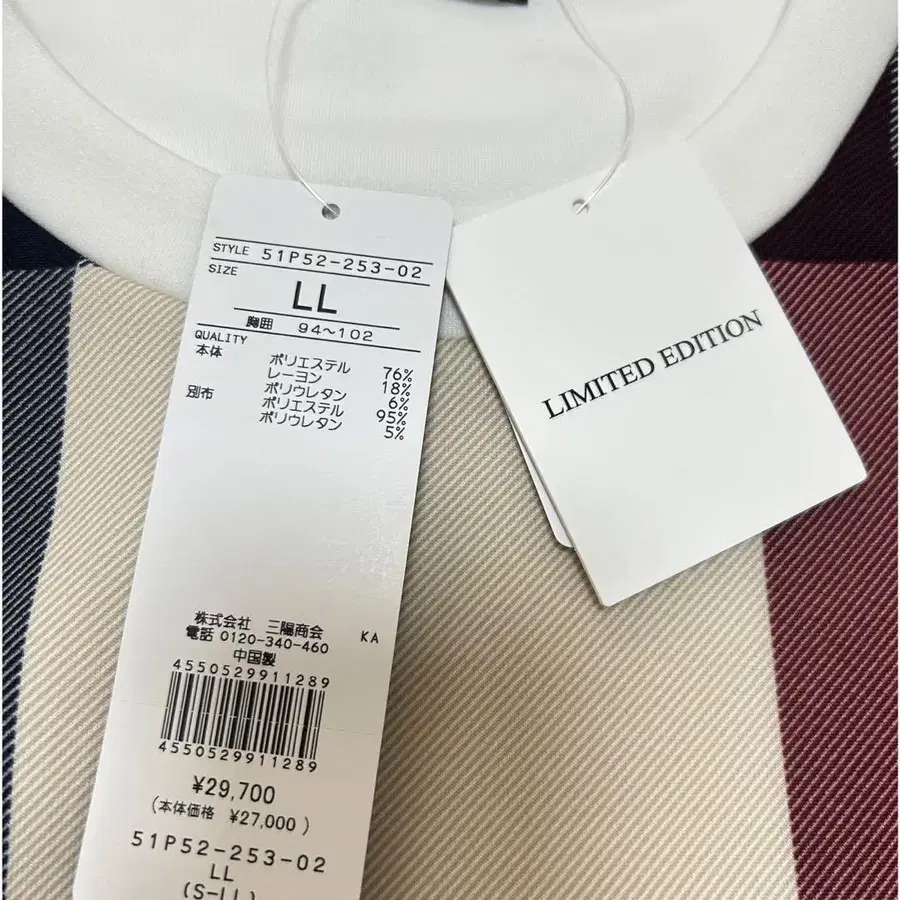 STYLE 51P52-253-02
SIZE
LL
胸囲 94~102
QUALITY
本体 ポリエステル 76%
レーヨン 18%
ポリウレタン 6%
別布 ポリエステル 95%
ポリウレタン 5%
株式会社 三陽商会 KA
電話 0120-340-460
中国製
4550529911289
4550529911289
¥29,700
(本体価格 ¥27,000)
51P52-253-02
LL
(S-LL)
LIMITED EDITION